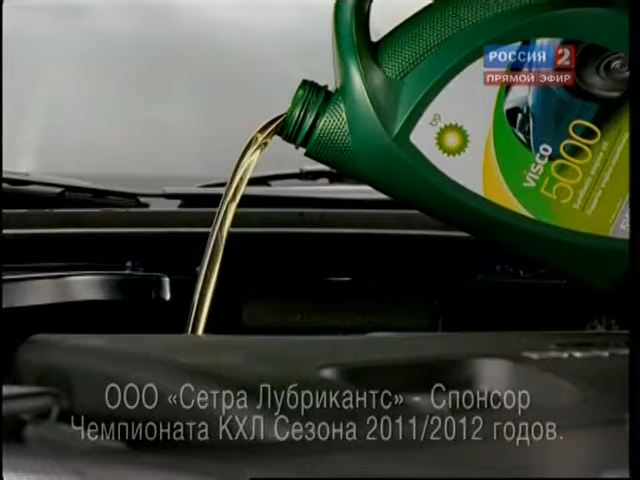 РОССИЯ 2
ПРЯМОЙ ЭФИР
bp
VISCO
5000
ООО «Сетра Лубрикантс» - Спонсор
Чемпионата КХЛ Сезона 2011/2012 годов.